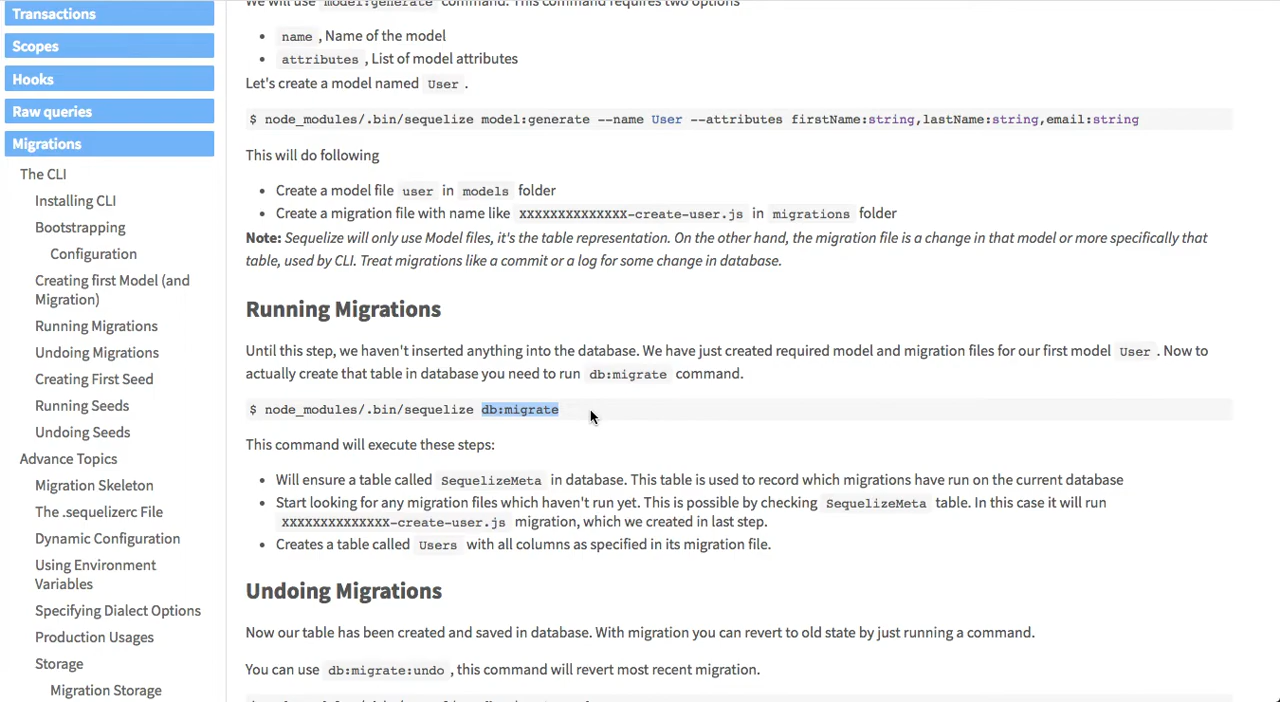 Transactions
Scopes
Hooks
Raw queries
Migrations
The CLI
Installing CLI
Bootstrapping
Configuration
Creating first Model (and
Migration)
Running Migrations
Undoing Migrations
Creating First Seed
Running Seeds
Undoing Seeds
Advance Topics
Migration Skeleton
The .sequelizerc File
Dynamic Configuration
Using Environment
Variables
Specifying Dialect Options
Production Usages
Storage
Migration Storage
We will use model:generate command. This command requires two options
name , Name of the model
attributes , List of model attributes
Let's create a model named User .
$ node_modules/.bin/sequelize model:generate --name User --attributes firstName:string,lastName:string,email:string
This will do following
Create a model file user in models folder
Create a migration file with name like XXXXXXXXXXXXXX-create-user.js in migrations folder
Note: Sequelize will only use Model files, it's the table representation. On the other hand, the migration file is a change in that model or more specifically that
table, used by CLI. Treat migrations like a commit or a log for some change in database.
Running Migrations
Until this step, we haven't inserted anything into the database. We have just created required model and migration files for our first model User . Now to
actually create that table in database you need to run db:migrate command.
$ node_modules/.bin/sequelize db:migrate
This command will execute these steps:
Will ensure a table called SequelizeMeta in database. This table is used to record which migrations have run on the current database
Start looking for any migration files which haven't run yet. This is possible by checking SequelizeMeta table. In this case it will run
XXXXXXXXXXXXXX-create-user.js migration, which we created in last step.
Creates a table called Users with all columns as specified in its migration file.
Undoing Migrations
Now our table has been created and saved in database. With migration you can revert to old state by just running a command.
You can use db:migrate:undo , this command will revert most recent migration.